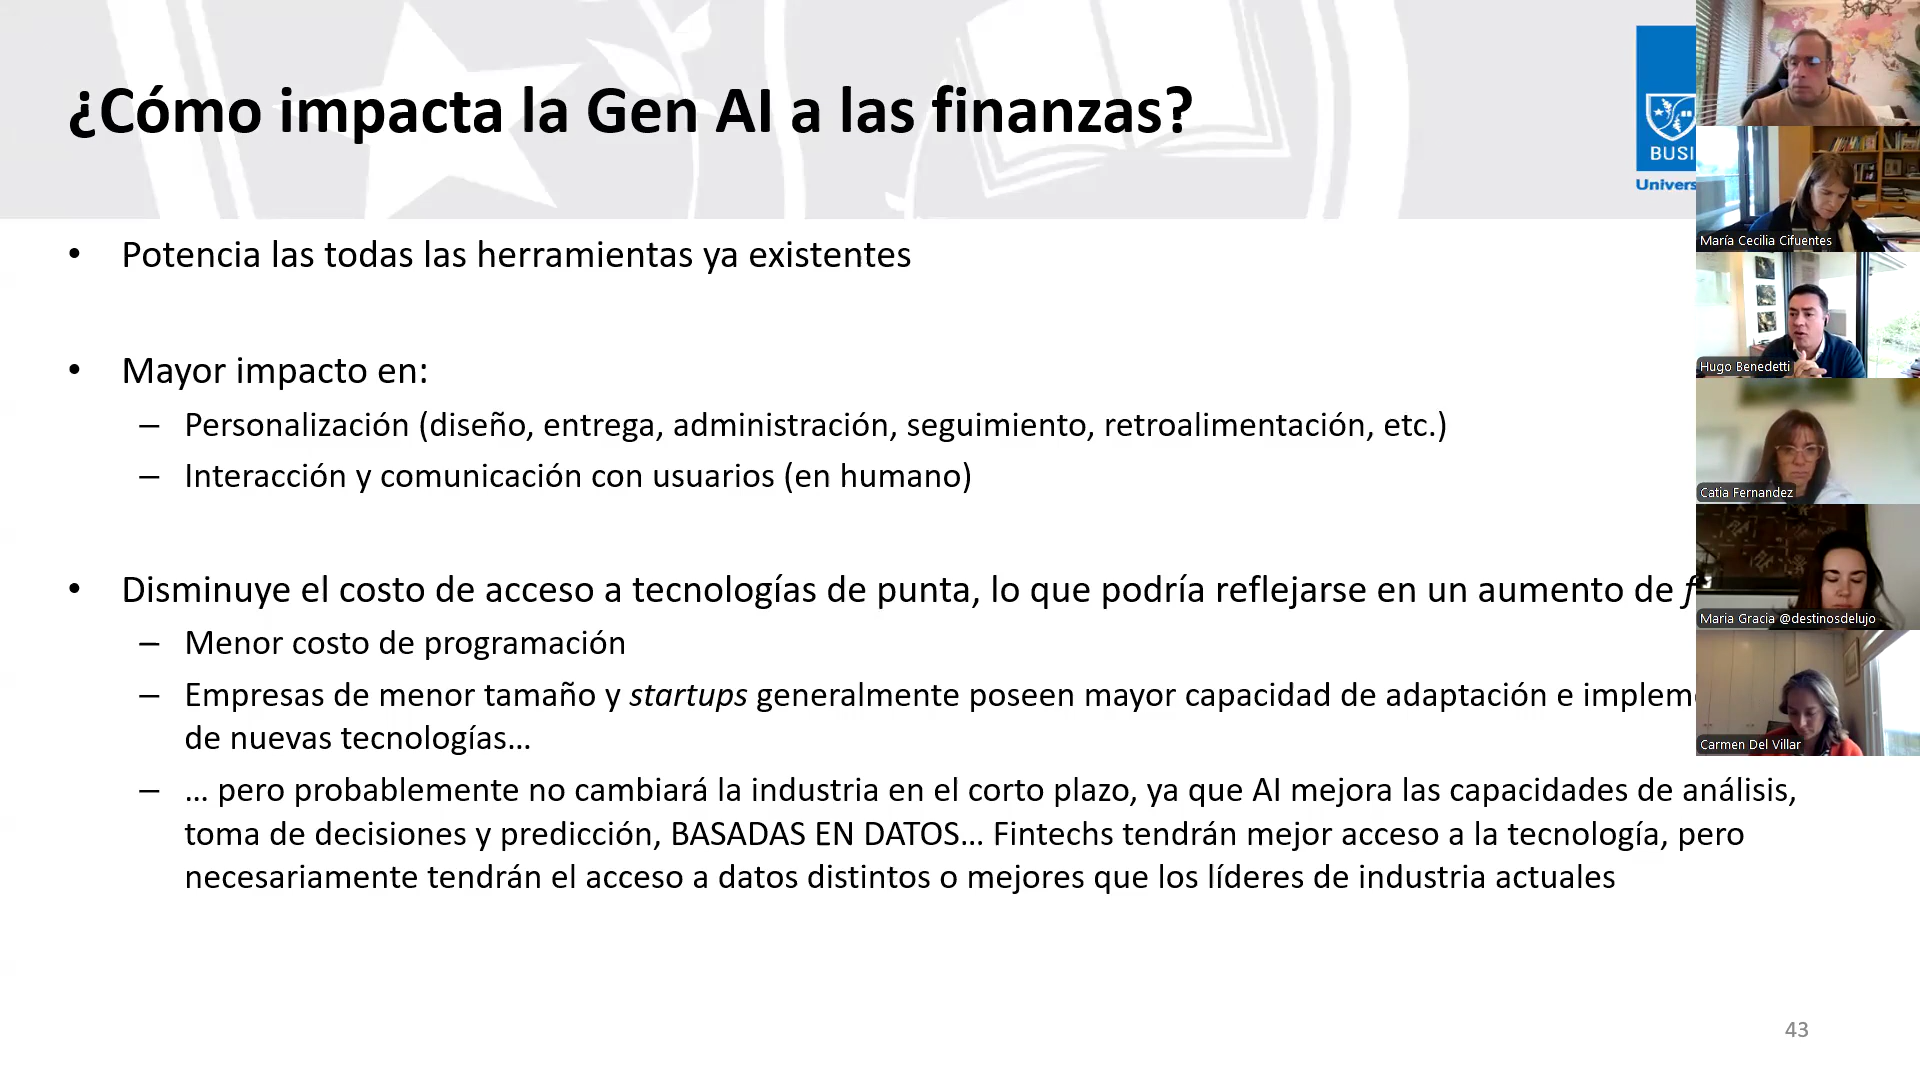 ¿Cómo impacta la Gen AI a las finanzas?
BUSI
Univers
• Potencia las todas las herramientas ya existentes
• Mayor impacto en:
– Personalización (diseño, entrega, administración, seguimiento, retroalimentación, etc.)
– Interacción y comunicación con usuarios (en humano)
• Disminuye el costo de acceso a tecnologías de punta, lo que podría reflejarse en un aumento de f
– Menor costo de programación
– Empresas de menor tamaño y startups generalmente poseen mayor capacidad de adaptación e implem
de nuevas tecnologías…
– … pero probablemente no cambiará la industria en el corto plazo, ya que AI mejora las capacidades de análisis,
toma de decisiones y predicción, BASADAS EN DATOS… Fintechs tendrán mejor acceso a la tecnología, pero
necesariamente tendrán el acceso a datos distintos o mejores que los líderes de industria actuales
43
María Cecilia Cifuentes
Hugo Benedetti
Catia Fernandez
Maria Gracia @destinosdelujo
Carmen Del Villar